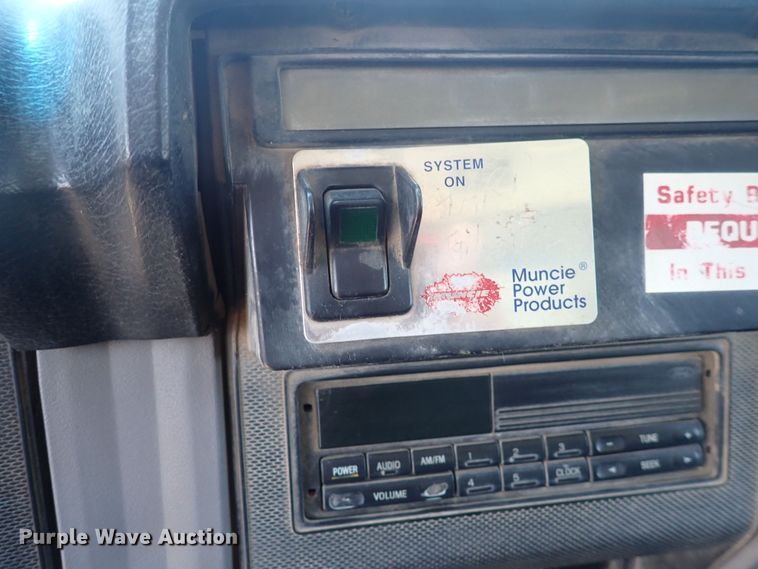 SYSTEM
ON
Muncie®
Power
Products
Safety B
REQU
In This
POWER
AUDIO
AM/FM
1
2
3
- TUNE +
VOLUME
4
5
CLOCK
SEEK
Purple Wave Auction